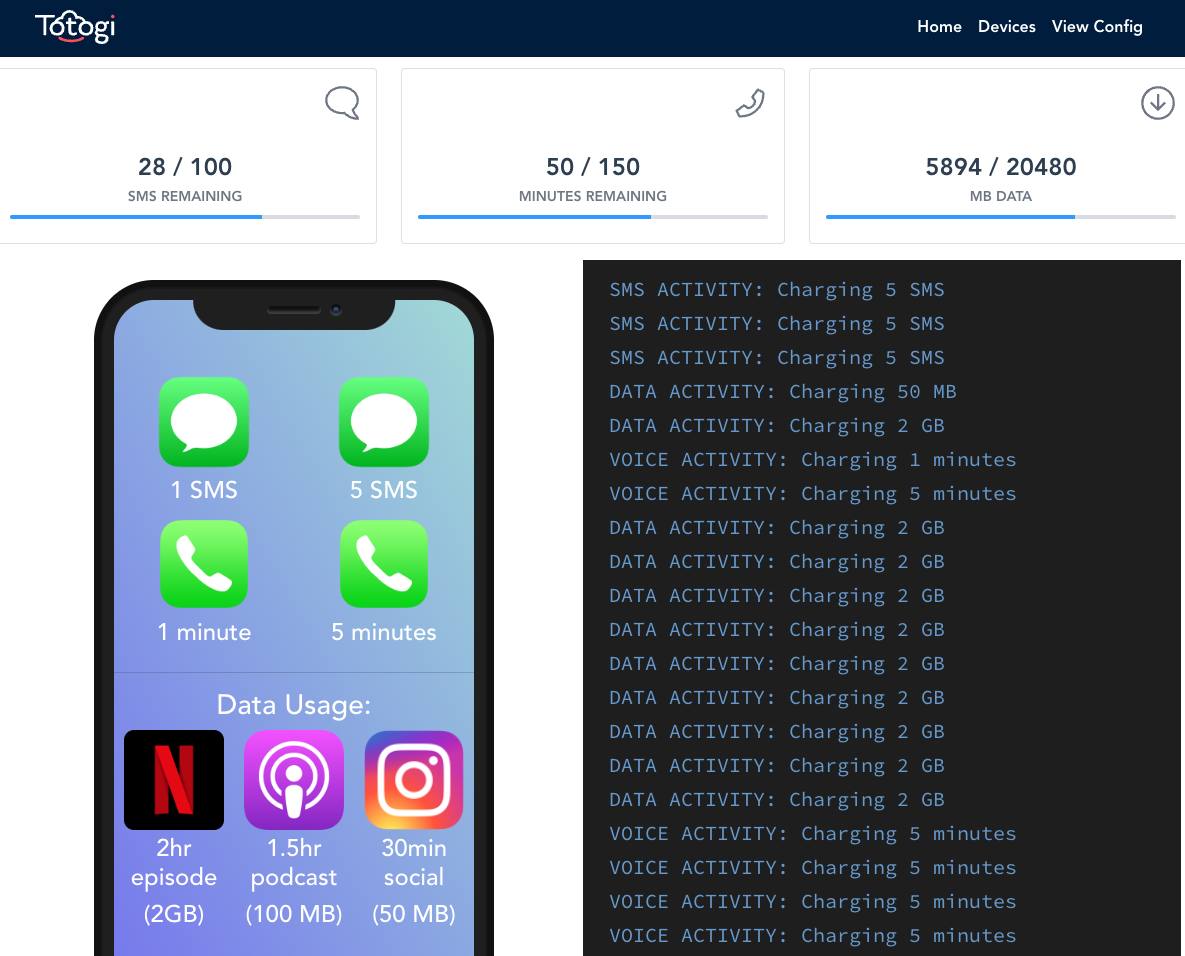 Totogi
Home Devices View Config
28 / 100
SMS REMAINING
50 / 150
MINUTES REMAINING
5894 / 20480
MB DATA
1 SMS
5 SMS
1 minute
5 minutes
Data Usage:
2hr
episode
(2GB)
1.5hr
podcast
(100 MB)
30min
social
(50 MB)
SMS ACTIVITY: Charging 5 SMS
SMS ACTIVITY: Charging 5 SMS
SMS ACTIVITY: Charging 5 SMS
DATA ACTIVITY: Charging 50 MB
DATA ACTIVITY: Charging 2 GB
VOICE ACTIVITY: Charging 1 minutes
VOICE ACTIVITY: Charging 5 minutes
DATA ACTIVITY: Charging 2 GB
DATA ACTIVITY: Charging 2 GB
DATA ACTIVITY: Charging 2 GB
DATA ACTIVITY: Charging 2 GB
DATA ACTIVITY: Charging 2 GB
DATA ACTIVITY: Charging 2 GB
DATA ACTIVITY: Charging 2 GB
DATA ACTIVITY: Charging 2 GB
DATA ACTIVITY: Charging 2 GB
VOICE ACTIVITY: Charging 5 minutes
VOICE ACTIVITY: Charging 5 minutes
VOICE ACTIVITY: Charging 5 minutes
VOICE ACTIVITY: Charging 5 minutes